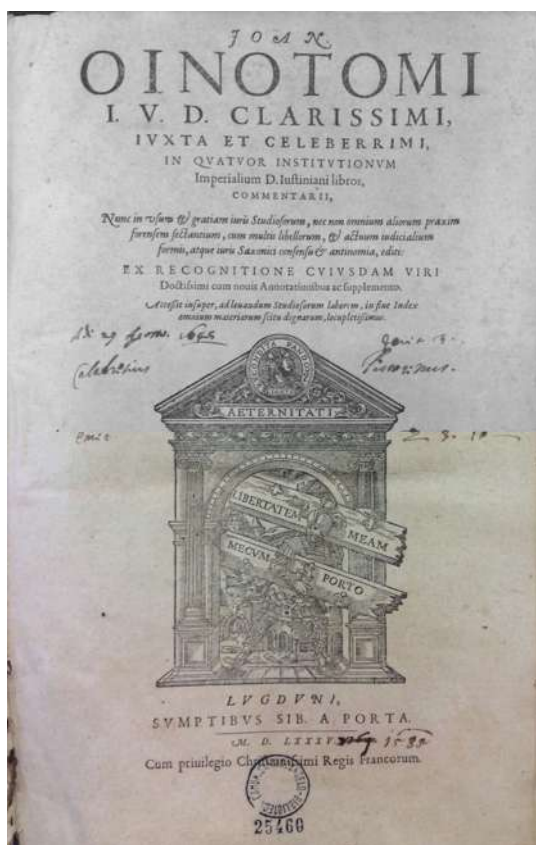 JOAN.
OINOTOMI
I. V. D. CLARISSIMI,
IVXTA ET CELEBERRIMI,
IN QVATVOR INSTITVTIONVM
Imperialium D. Iustiniani libros,
COMMENTARII,
Nunc in usum & gratiam iuris Studiosorum, nec non omnium aliorum praxim
forensem sectantium, cum multis libellorum, & actuum iudicialium
formis, atque iuris Saxonici consensu & antinomia, editi:
EX RECOGNITIONE CVIVSDAM VIRI
Doctissimi cum nouis Annotationibus ac supplemento.
Accessit insuper, ad leuandum Studiosorum laborem, in fine Index
omnium materiarum scitu dignarum, locupletissimus.
AETERNITATI
LIBERTATEM
MEAM
MECVM
PORTO
LVGDVNI,
SVMPTIBVS SIB. A PORTA.
M. D. LXXXV
Cum priuilegio Christianissimi Regis Francorum.
25460